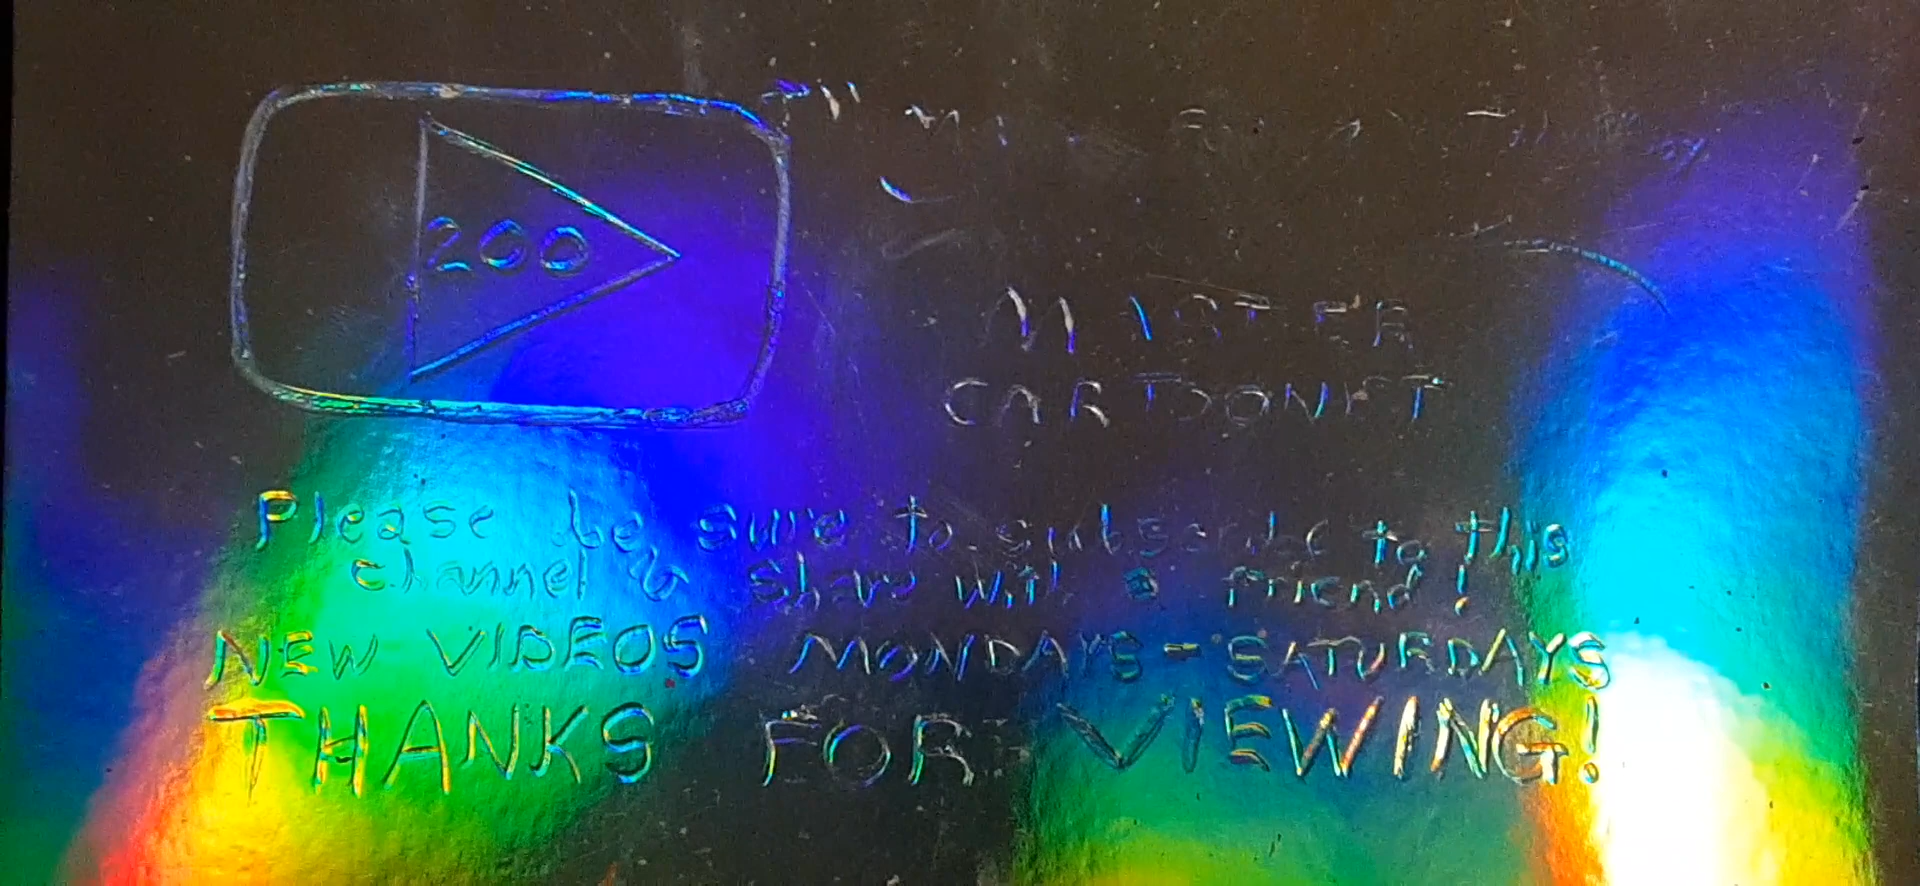 200
MASTER
CARTOONET
Please be sure to subscribe to this
channel & share with a friend!
NEW VIDEOS MONDAYS-SATURDAYS
THANKS FOR VIEWING!